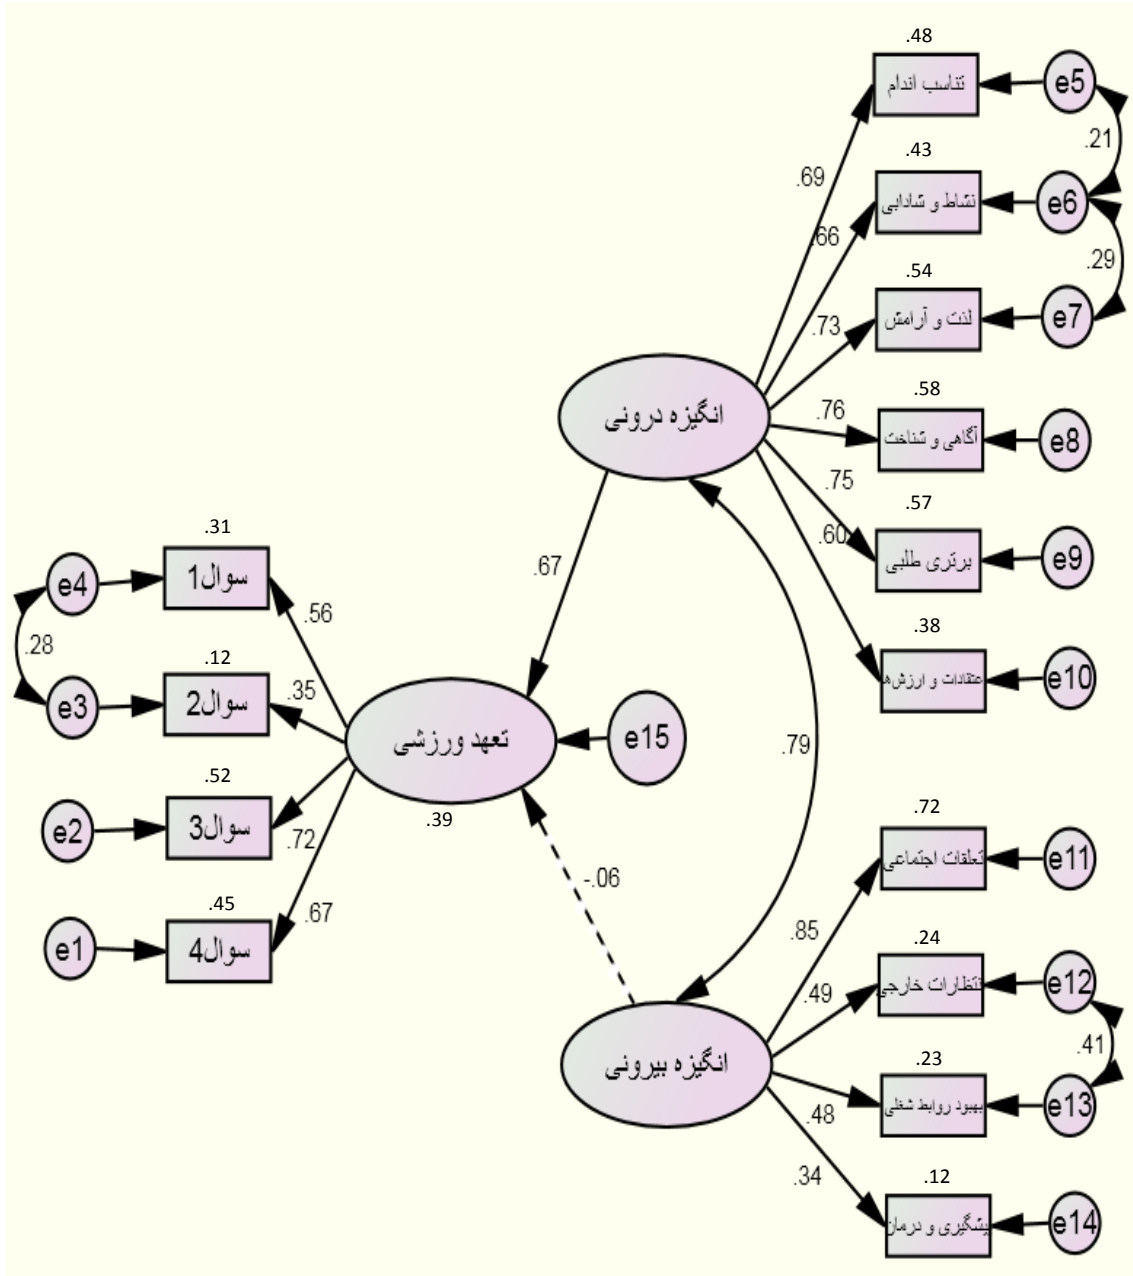 .48
تناسب اندام
e5
.21
.69
.43
نشاط و شادابی
e6
.66
.29
.54
لذت و آرامش
e7
.73
انگیزه درونی
.58
آگاهی و شناخت
e8
.76
.75
.57
برتری طلبی
e9
.60
.67
.31
سوال1
e4
.56
.28
.38
عتقادات و ارزش‌ها
e10
.12
سوال2
e3
.35
تعهد ورزشی
e15
.39
.79
.52
سوال3
e2
.72
.45
سوال4
e1
.67
-.06
.72
تعلقات اجتماعی
e11
.85
.24
نتظارات خارجی
e12
.49
.41
انگیزه بیرونی
.23
بهبود روابط شغلی
e13
.48
.34
.12
پیشگیری و درمان
e14